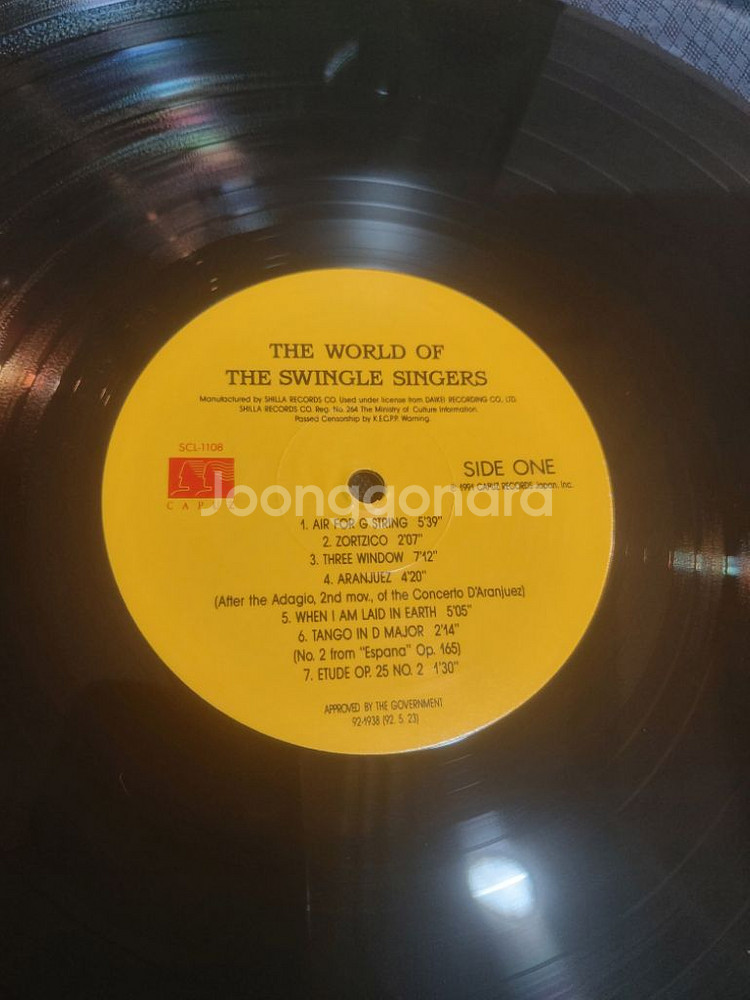 THE WORLD OF
THE SWINGLE SINGERS
Manufactured by SHILLA RECORDS CO. Used under license from DAIKEI RECORDING CO., LTD.
SHILLA RECORDS CO. Reg. No. 264 The Ministry of Culture Information.
Passed Censorship by K.E.C.P.P. Warning.
SCL-1108
CAPUZ
SIDE ONE
℗ 1991 CAPUZ RECORDS Japan, Inc.
Joonggonara
1. AIR FOR G STRING 5'39"
2. ZORTZICO 2'07"
3. THREE WINDOW 7'12"
4. ARANJUEZ 4'20"
(After the Adagio, 2nd mov., of the Concerto D'Aranjuez)
5. WHEN I AM LAID IN EARTH 5'05"
6. TANGO IN D MAJOR 2'14"
(No. 2 from "Espana" Op. 165)
7. ETUDE OP. 25 NO. 2 1'30"
APPROVED BY THE GOVERNMENT
92-1938 (92. 5. 23)